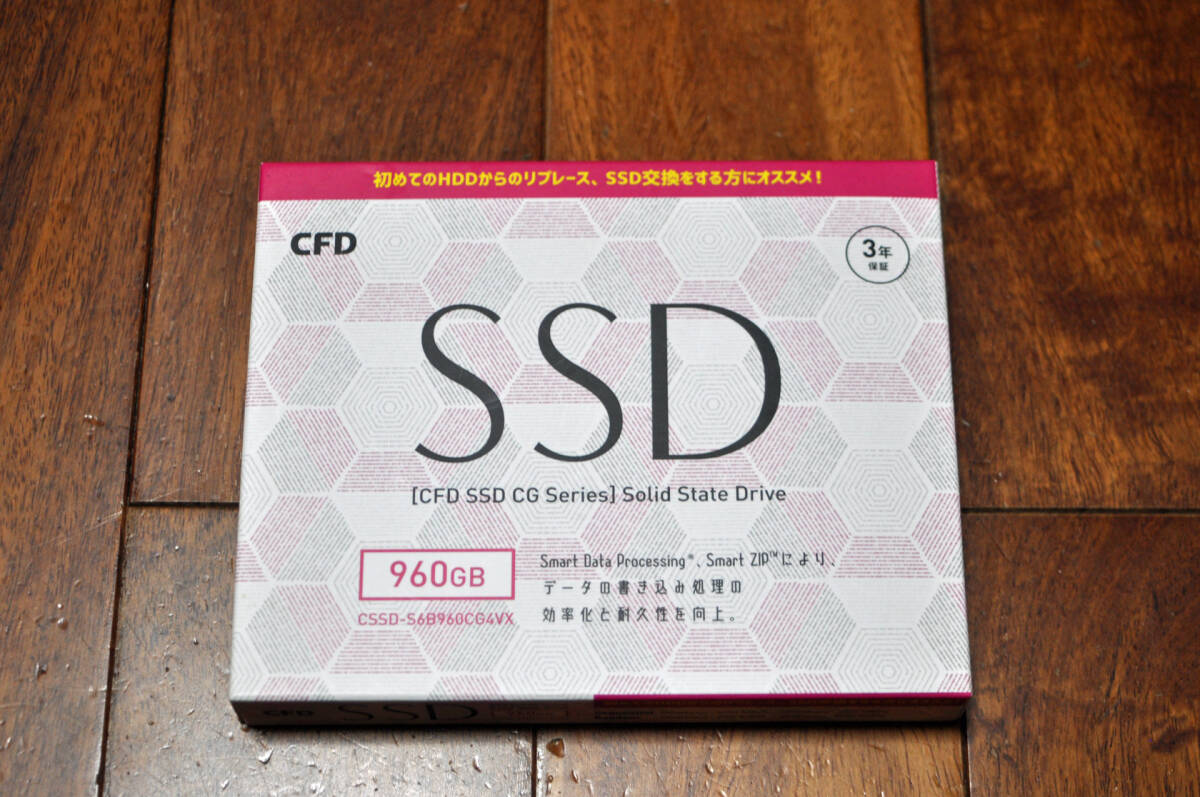 初めてのHDDからのリプレース、SSD交換をする方にオススメ!
CFD
3年
保証
SSD
[CFD SSD CG Series] Solid State Drive
960GB
CSSD-S6B960CG4VX
Smart Data Processing*、Smart ZIP™により、
データの書き込み処理の
効率化と耐久性を向上。
CFD SSD